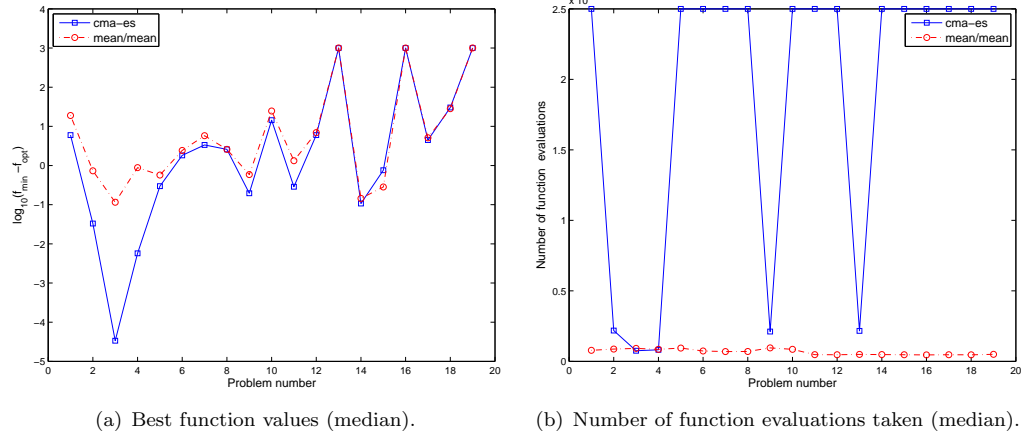 cma−es
mean/mean
4
3
2
1
0
−1
−2
−3
−4
−5
log10(fmin −fopt)
0 2 4 6 8 10 12 14 16 18 20
Problem number
(a) Best function values (median).
cma−es
mean/mean
2.5
2
1.5
1
0.5
0
Number of function evaluations
0 2 4 6 8 10 12 14 16 18 20
Problem number
(b) Number of function evaluations taken (median).